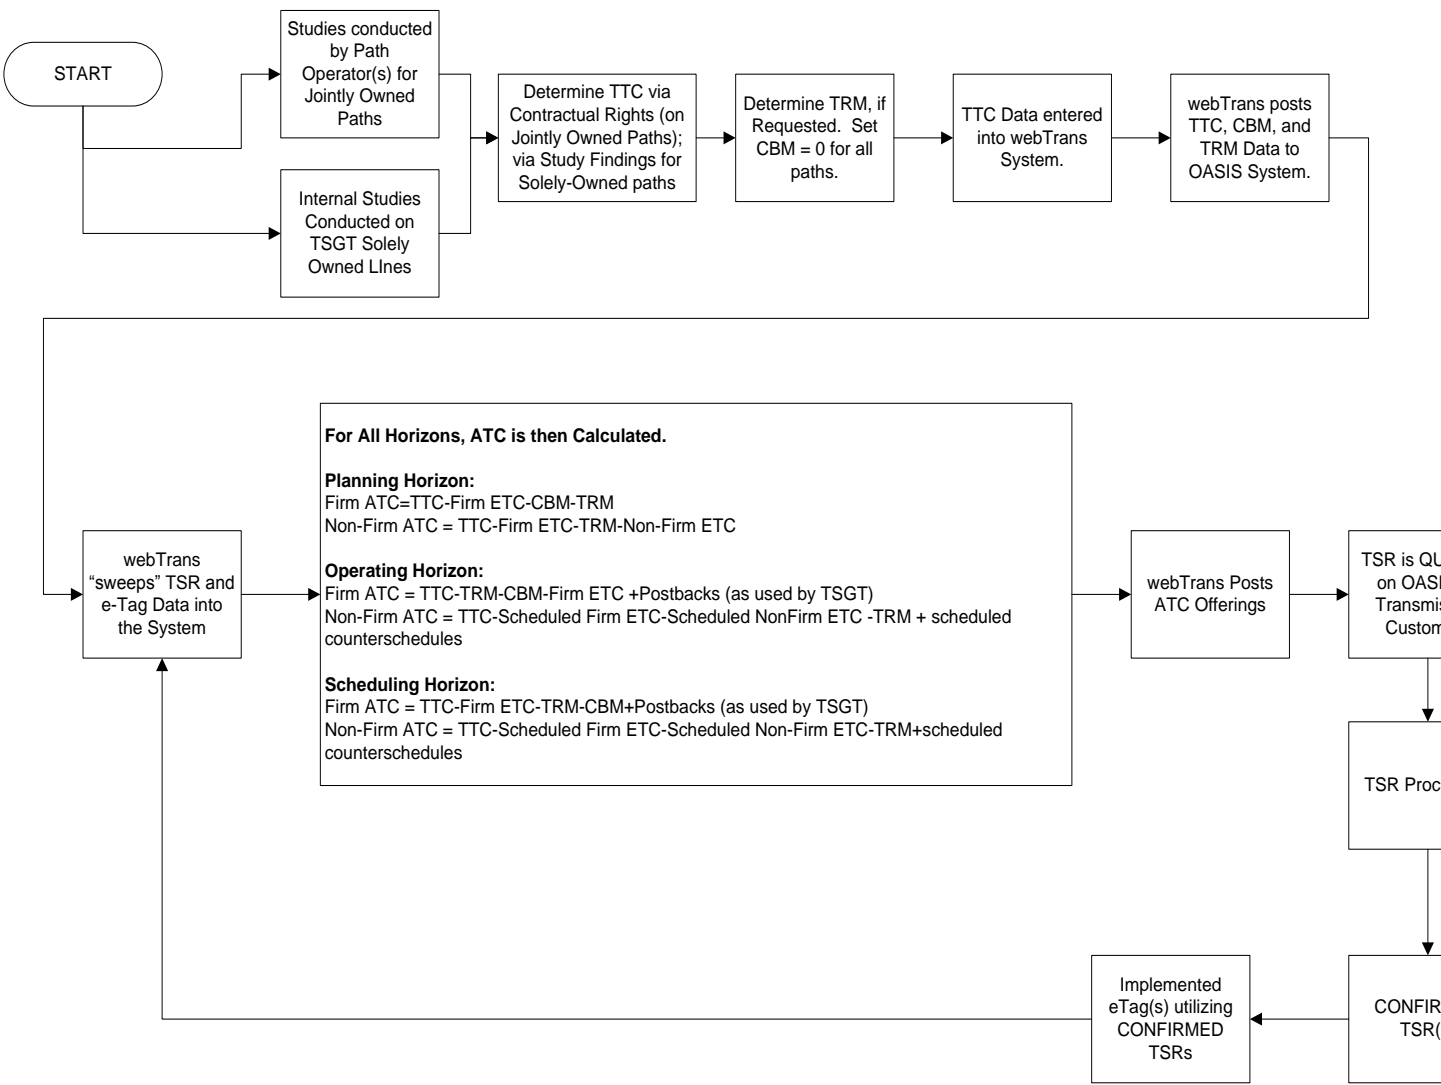 START
Studies conducted
by Path
Operator(s) for
Jointly Owned
Paths
Internal Studies
Conducted on
TSGT Solely
Owned LInes
Determine TTC via
Contractual Rights (on
Jointly Owned Paths);
via Study Findings for
Solely-Owned paths
Determine TRM, if
Requested. Set
CBM = 0 for all
paths.
TTC Data entered
into webTrans
System.
webTrans posts
TTC, CBM, and
TRM Data to
OASIS System.
webTrans
“sweeps” TSR and
e-Tag Data into
the System
For All Horizons, ATC is then Calculated.
Planning Horizon:
Firm ATC=TTC-Firm ETC-CBM-TRM
Non-Firm ATC = TTC-Firm ETC-TRM-Non-Firm ETC
Operating Horizon:
Firm ATC = TTC-TRM-CBM-Firm ETC +Postbacks (as used by TSGT)
Non-Firm ATC = TTC-Scheduled Firm ETC-Scheduled NonFirm ETC -TRM + scheduled
counterschedules
Scheduling Horizon:
Firm ATC = TTC-Firm ETC-TRM-CBM+Postbacks (as used by TSGT)
Non-Firm ATC = TTC-Scheduled Firm ETC-Scheduled Non-Firm ETC-TRM+scheduled
counterschedules
webTrans Posts
ATC Offerings
TSR is
on
TSR
Implemented
eTag(s) utilizing
CONFIRMED
TSRs